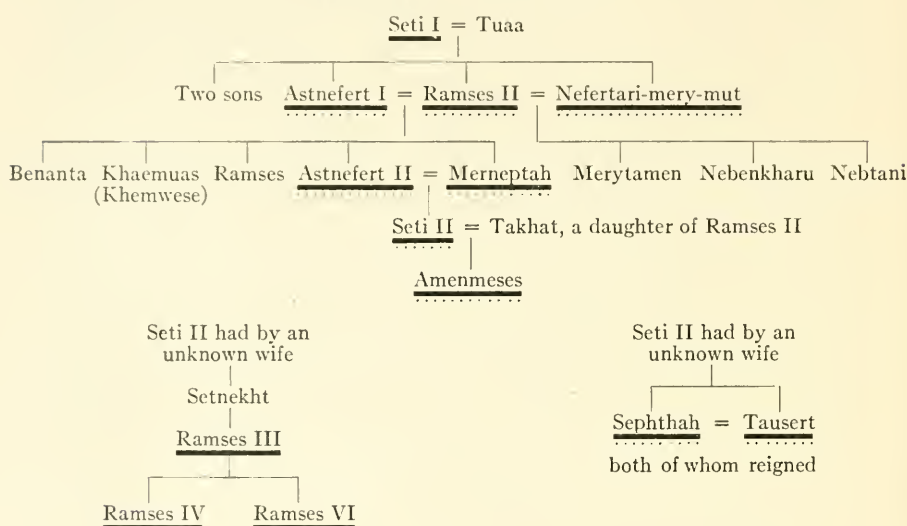 Seti I = Tuaa
Two sons Astnefert I = Ramses II = Nefertari-mery-mut
Benanta Khaemuas Ramses Astnefert II = Merneptah Merytamen Nebenkharu Nebtani
(Khemwese)
Seti II = Takhat, a daughter of Ramses II
Amenmeses
Seti II had by an
unknown wife
Setnekht
Ramses III
Ramses IV Ramses VI
Seti II had by an
unknown wife
Sephthah = Tausert
both of whom reigned